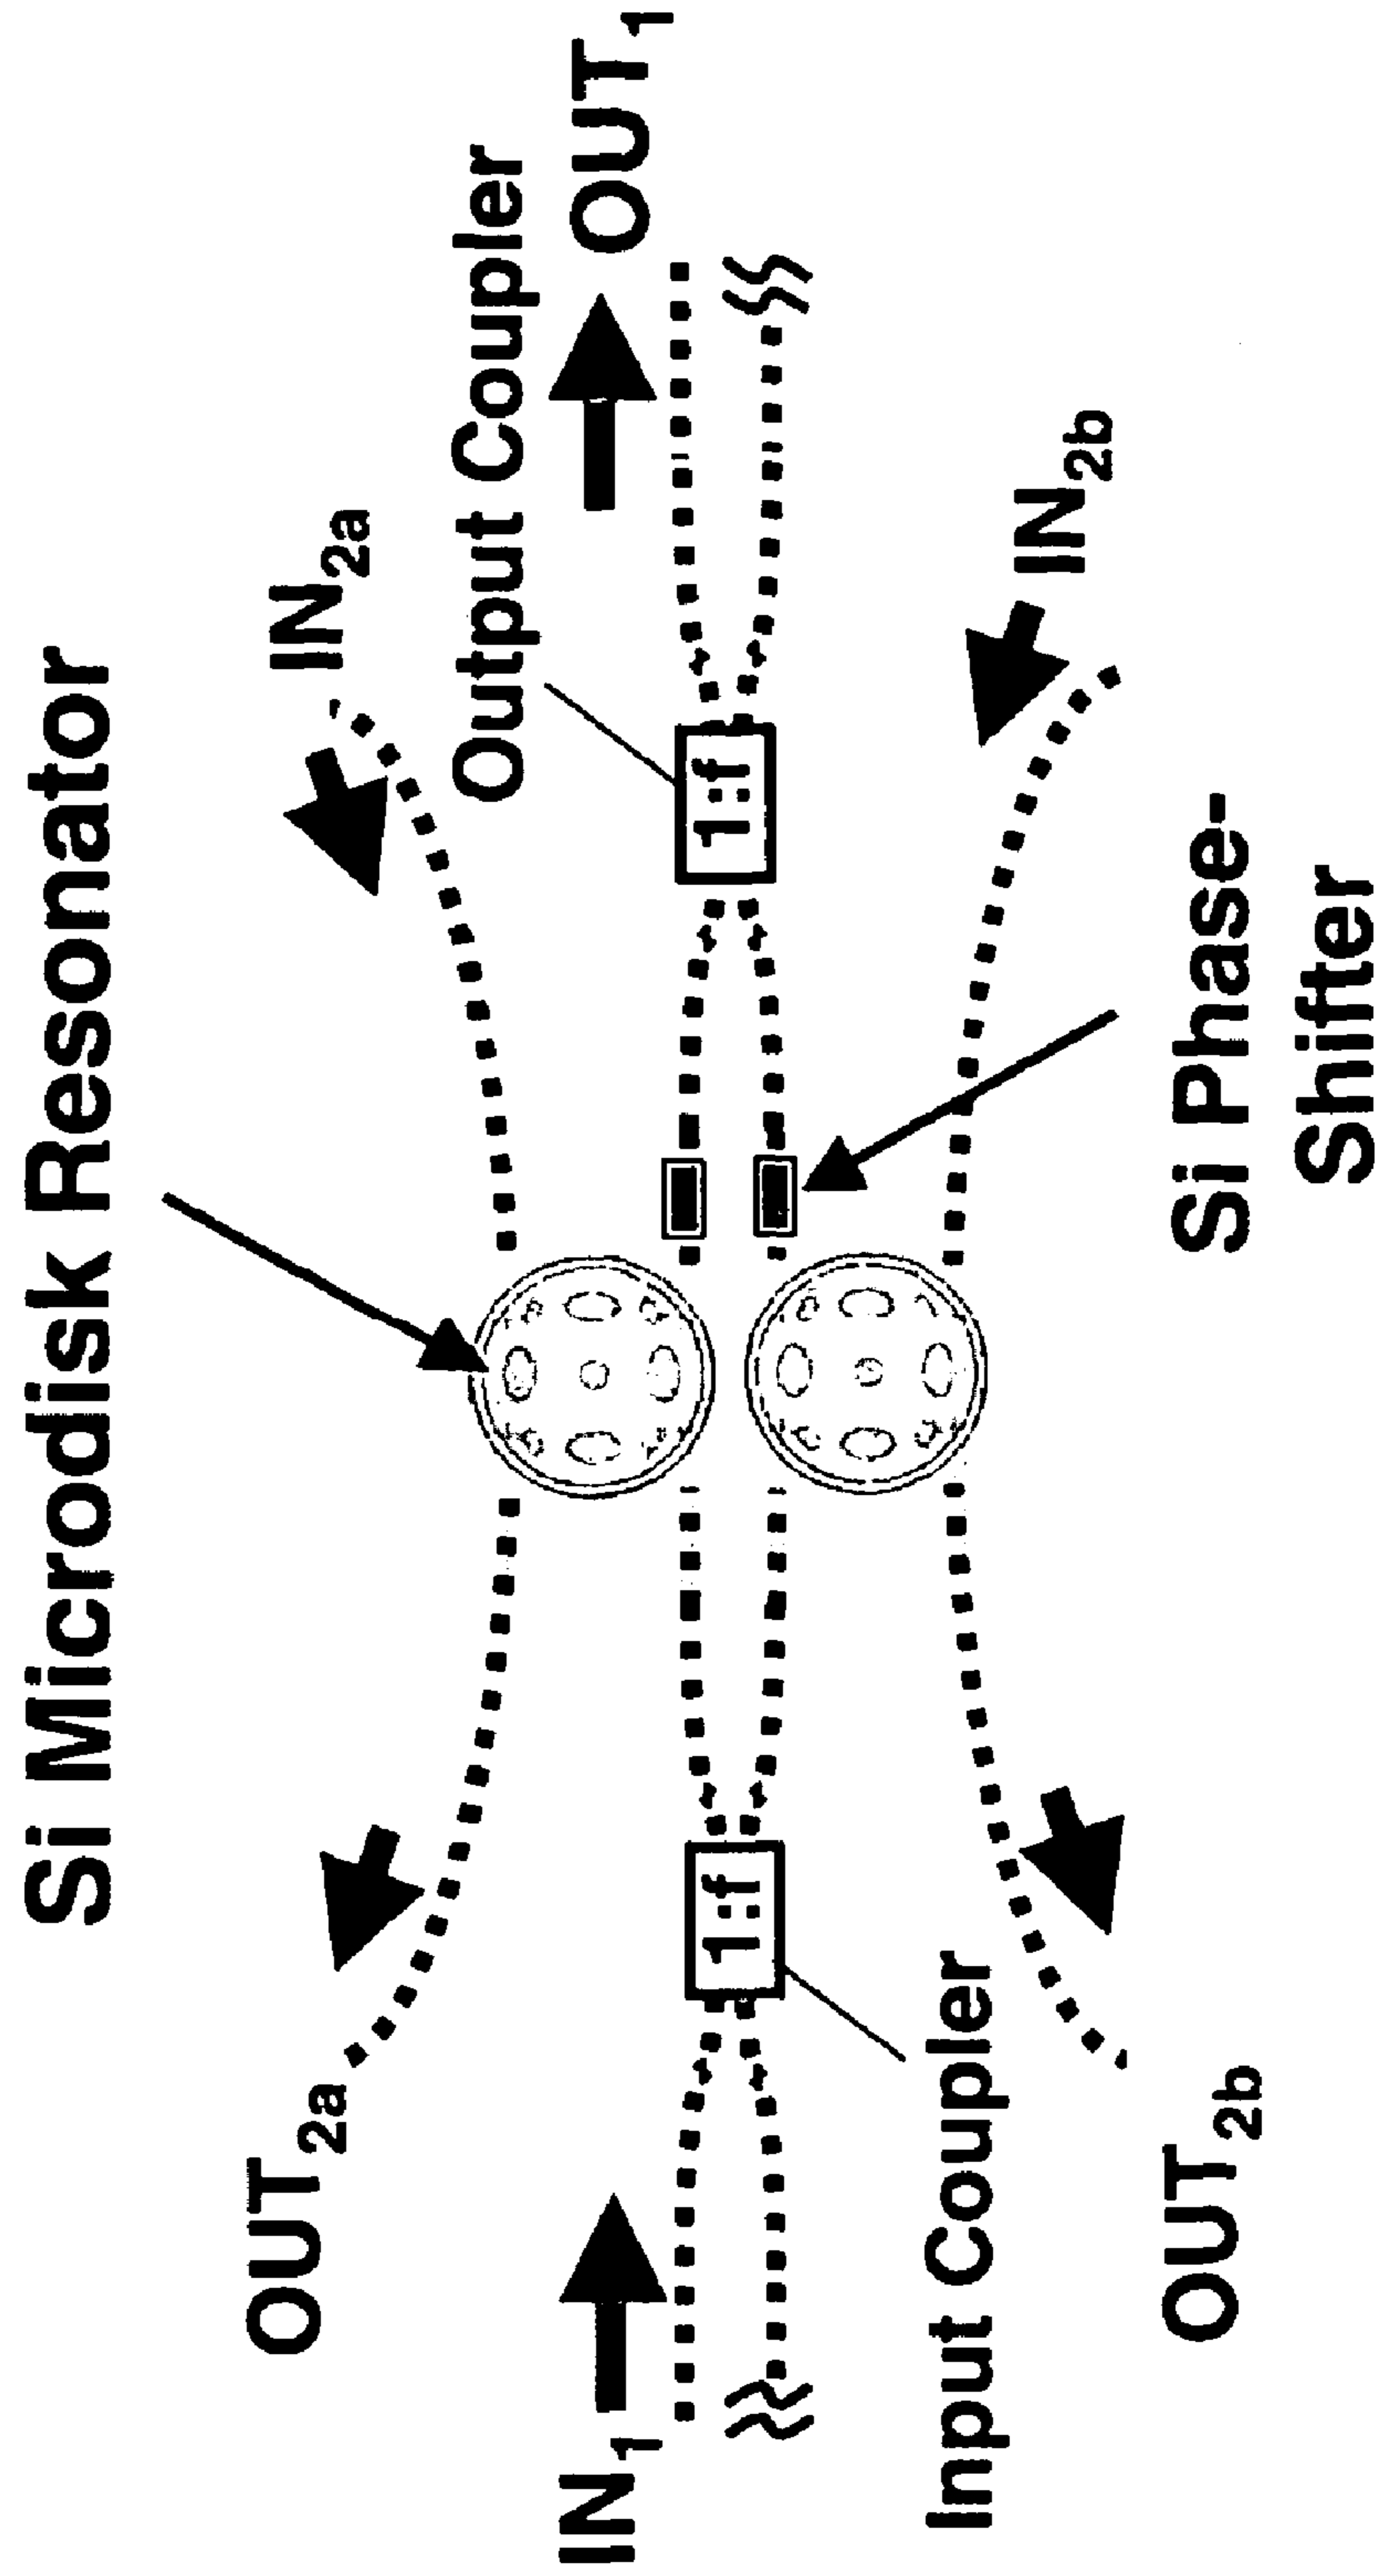 Si Microdisk Resonator
OUT2a
IN2a
Output Coupler
IN1
OUT1
1:f
1:f
Input Coupler
IN2b
OUT2b
Si Phase-
Shifter